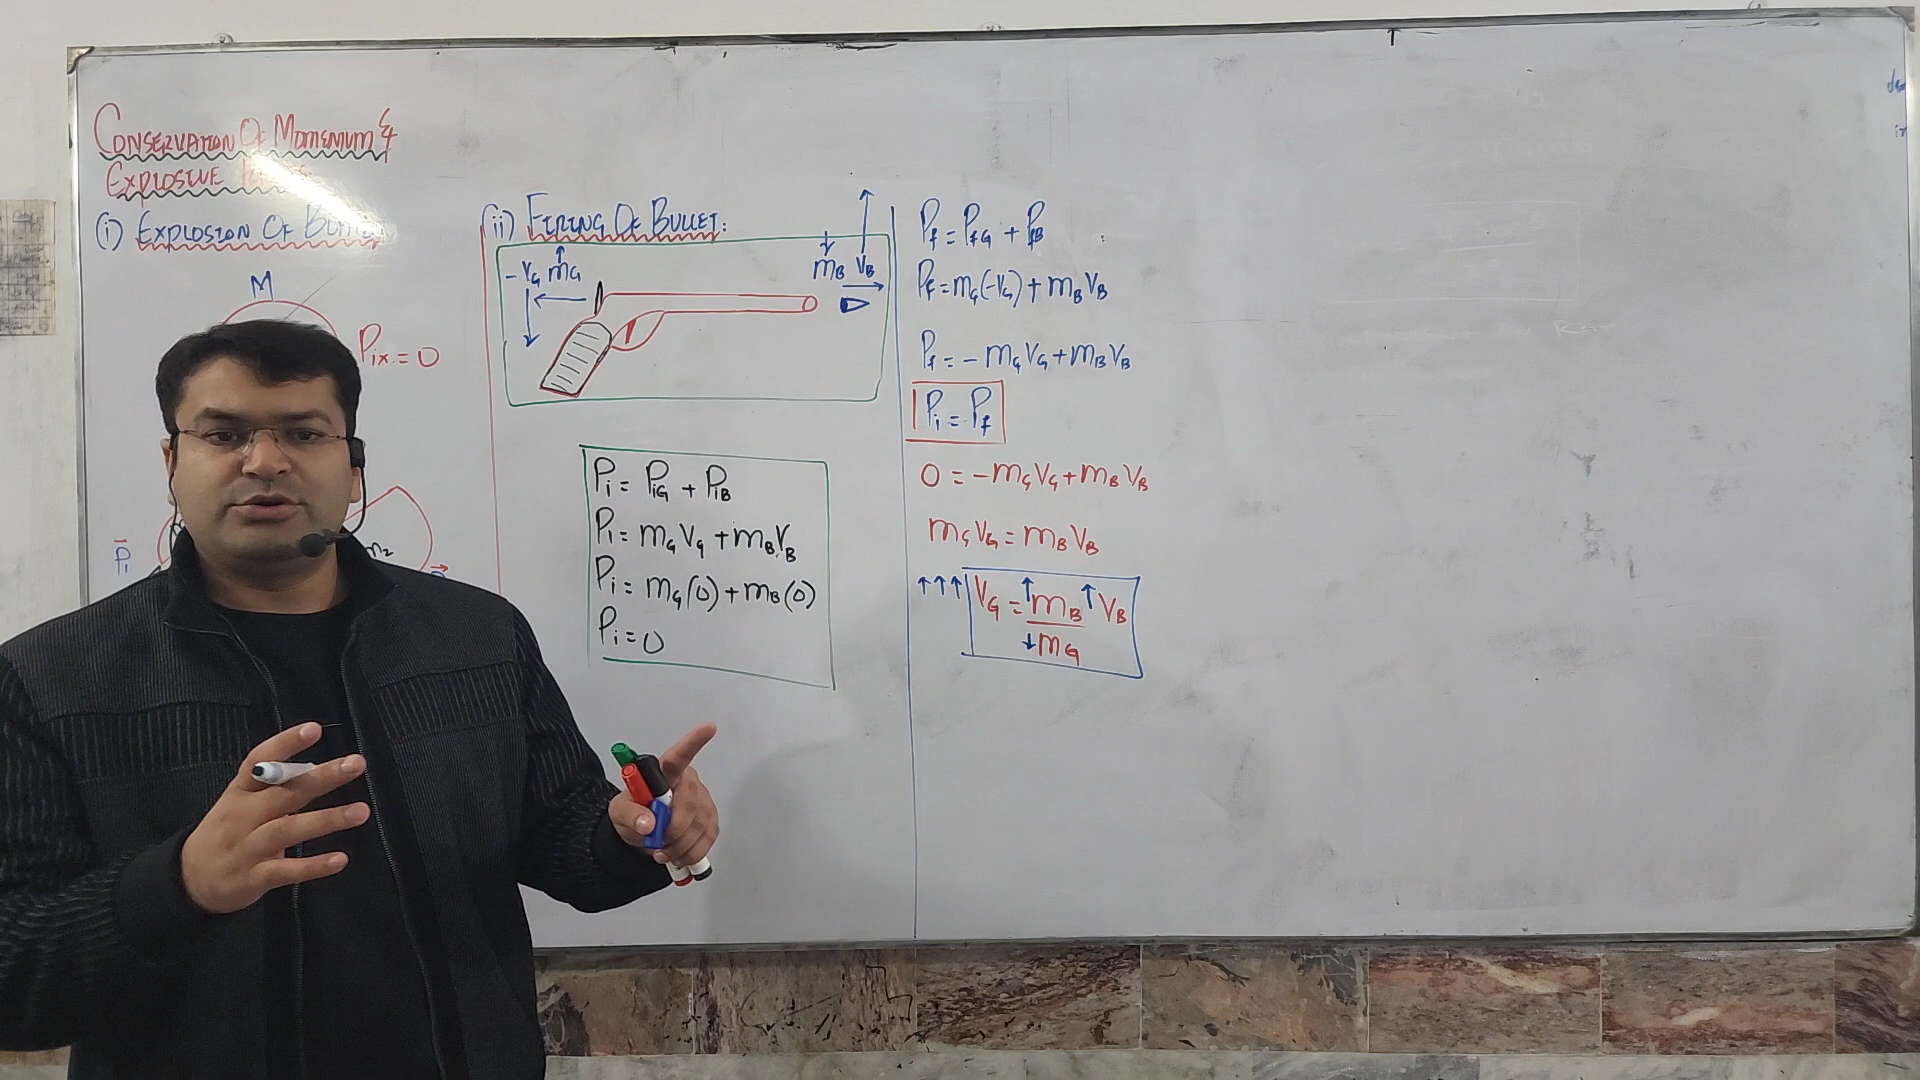 CONSERVATION OF MOMENTUM &
EXPLOSIVE
(i) EXPLOSION OF
M
Pix = 0
P₁
m₂
(ii) FIRING OF BULLET:
-VG mG
mB VB
Pi = PiG + PiB
Pi = mG VG + mB VB
Pi = mG(0) + mB(0)
Pi = 0
Pf = PfG + PfB
Pf = mG(-VG) + mB VB
Pf = - mG VG + mB VB
Pi = Pf
0 = -mG VG + mB VB
mG VG = mB VB
↑↑↑ VG = ↑mB ↑VB
↓mG